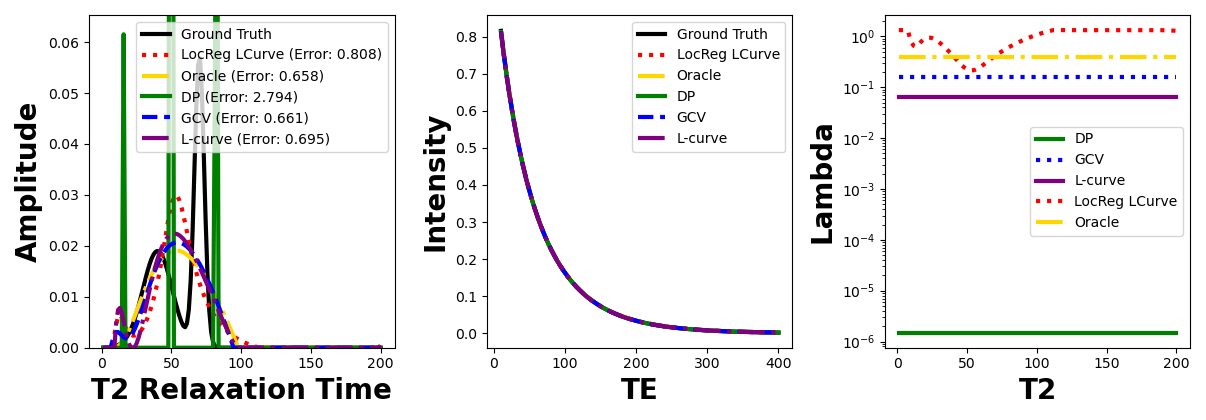 Amplitude
0.06
0.05
0.04
0.03
0.02
0.01
0.00
Ground Truth
LocReg LCurve (Error: 0.808)
Oracle (Error: 0.658)
DP (Error: 2.794)
GCV (Error: 0.661)
L-curve (Error: 0.695)
0 50 100 150 200
T2 Relaxation Time
Intensity
0.8
0.7
0.6
0.5
0.4
0.3
0.2
0.1
0.0
Ground Truth
LocReg LCurve
Oracle
DP
GCV
L-curve
0 100 200 300 400
TE
Lambda
10⁰
10⁻¹
10⁻²
10⁻³
10⁻⁴
10⁻⁵
10⁻⁶
DP
GCV
L-curve
LocReg LCurve
Oracle
0 50 100 150 200
T2